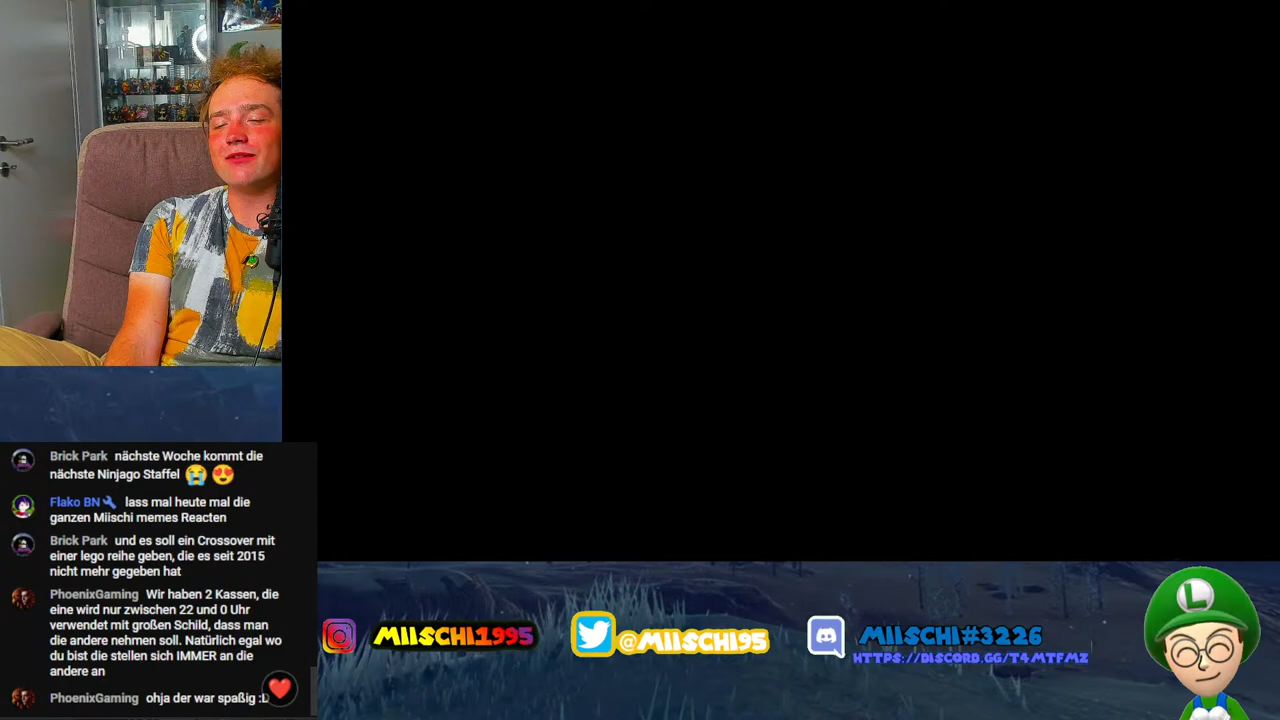 Brick Park nächste Woche kommt die
nächste Ninjago Staffel 😭😍
Flako BN🔧 lass mal heute mal die
ganzen Miischi memes Reacten
Brick Park und es soll ein Crossover mit
einer lego reihe geben, die es seit 2015
nicht mehr gegeben hat
PhoenixGaming Wir haben 2 Kassen, die
eine wird nur zwischen 22 und 0 Uhr
verwendet mit großen Schild, dass man
die andere nehmen soll. Natürlich egal wo
du bist die stellen sich IMMER an die
andere an
PhoenixGaming ohja der war spaßig :D
MIISCHI1995
@MIISCHI95
MIISCHI#3226
HTTPS://DISCORD.GG/T4MTFMZ
L